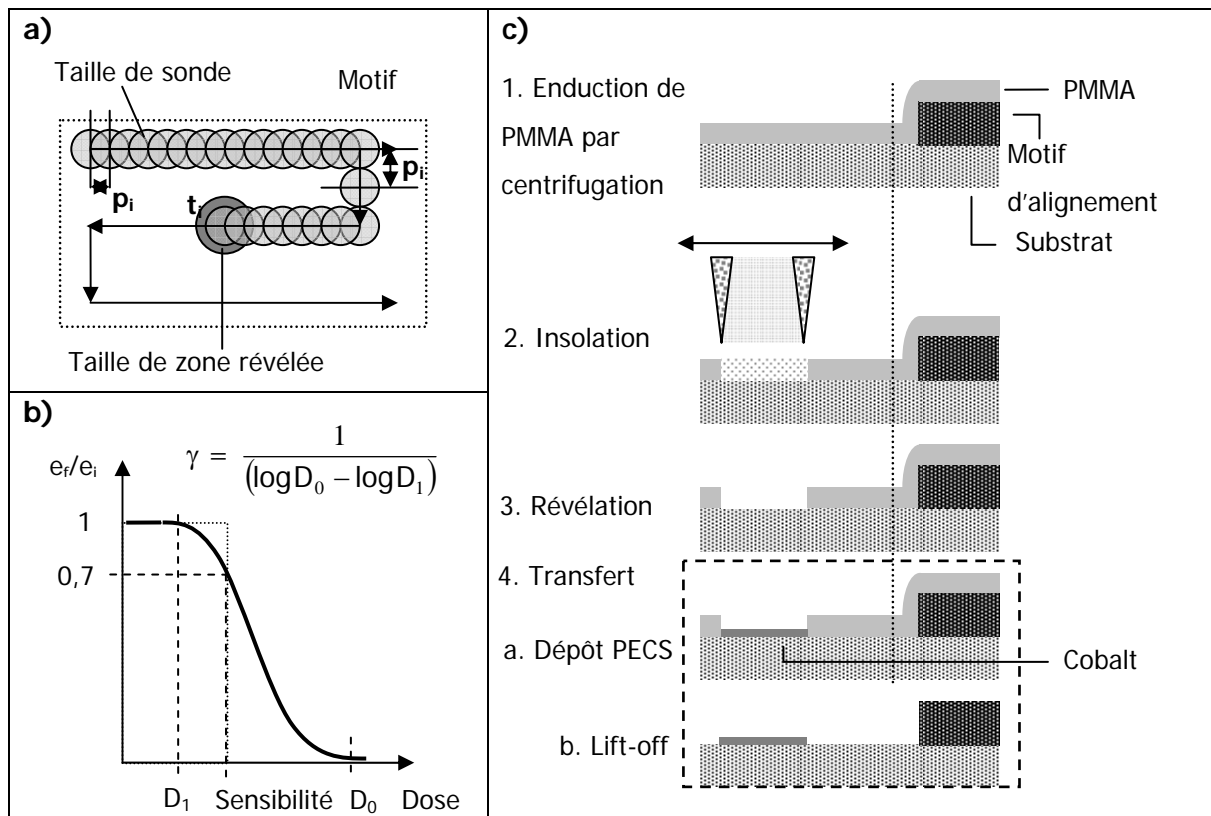 a)
Taille de sonde
Motif
pᵢ
pᵢ
tᵢ
Taille de zone révélée
b)
γ = 1 / (logD₀ − logD₁)
e_f/e_i
1
0,7
D₁
Sensibilité
D₀
Dose
c)
1. Enduction de
PMMA par
centrifugation
PMMA
Motif
d'alignement
Substrat
2. Insolation
3. Révélation
4. Transfert
a. Dépôt PECS
Cobalt
b. Lift-off